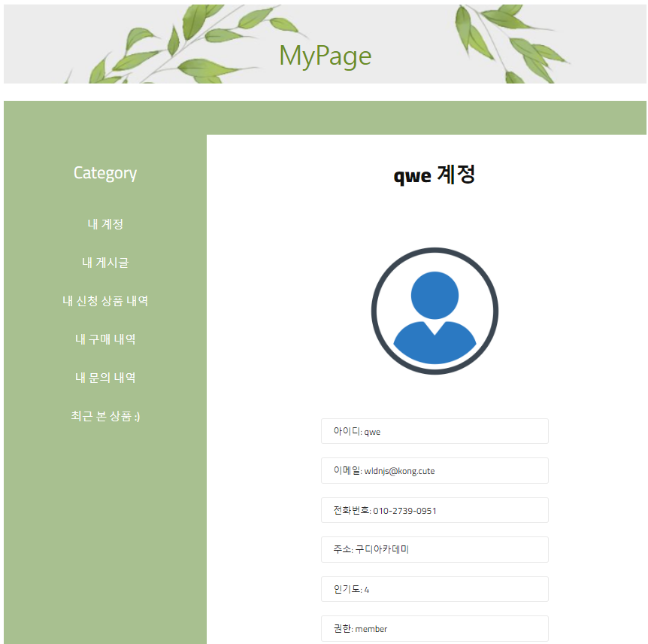 MyPage
Category
내 계정
내 게시글
내 신청 상품 내역
내 구매 내역
내 문의 내역
최근 본 상품 :)
qwe 계정
아이디: qwe
이메일: wldnjs@kong.cute
전화번호: 010-2739-0951
주소: 구디아카데미
인기도: 4
권한: member